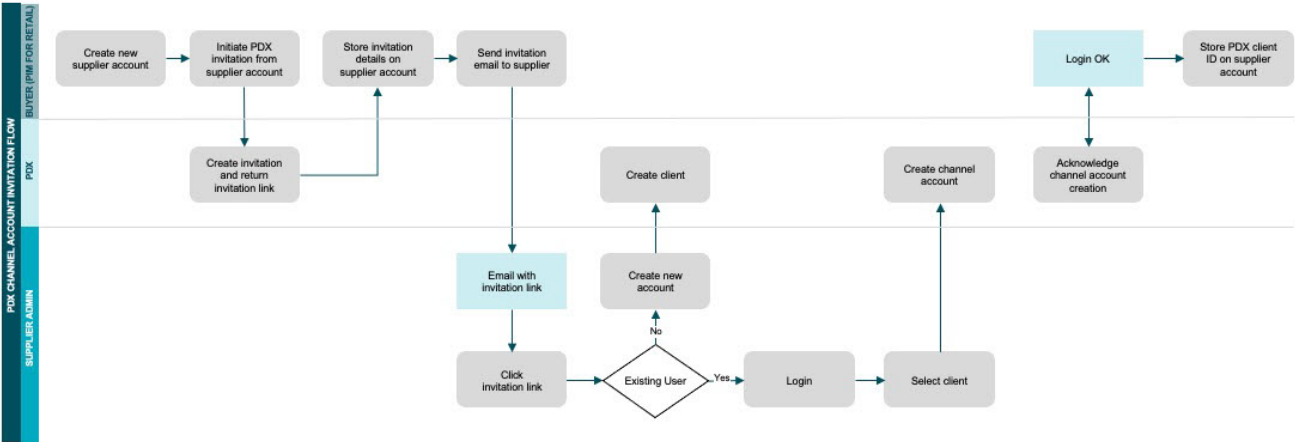 PDX CHANNEL ACCOUNT INVITATION FLOW
BUYER (PIM FOR RETAIL)
Create new
supplier account
Initiate PDX
invitation from
supplier account
Store invitation
details on
supplier account
Send invitation
email to supplier
Login OK
Store PDX client
ID on supplier
account
PDX
Create invitation
and return
invitation link
Create client
Create channel
account
Acknowledge
channel account
creation
SUPPLIER ADMIN
Email with
invitation link
Create new
account
No
Click
invitation link
Existing User
Yes
Login
Select client